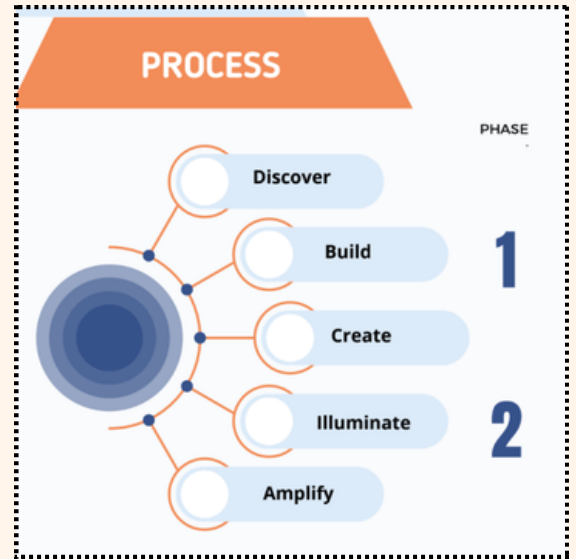 PROCESS
PHASE
Discover
Build
1
Create
Illuminate
2
Amplify